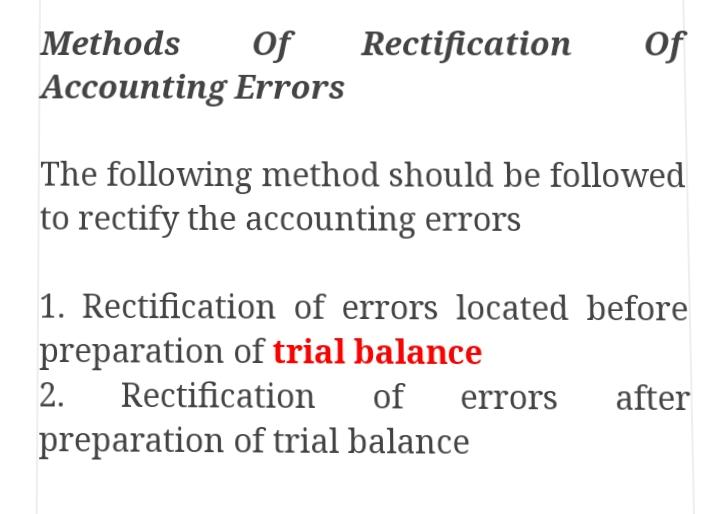 Methods Of Rectification Of
Accounting Errors
The following method should be followed
to rectify the accounting errors
1. Rectification of errors located before
preparation of trial balance
2. Rectification of errors after
preparation of trial balance